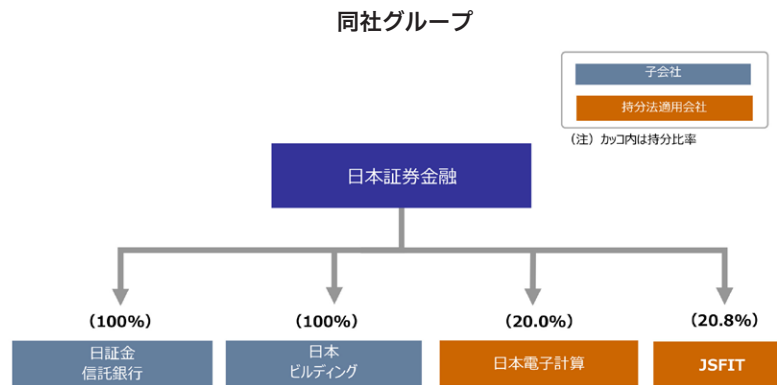 同社グループ
子会社
持分法適用会社
（注）カッコ内は持分比率
日本証券金融
（100%）
（100%）
（20.0%）
（20.8%）
日証金
信託銀行
日本
ビルディング
日本電子計算
JSFIT